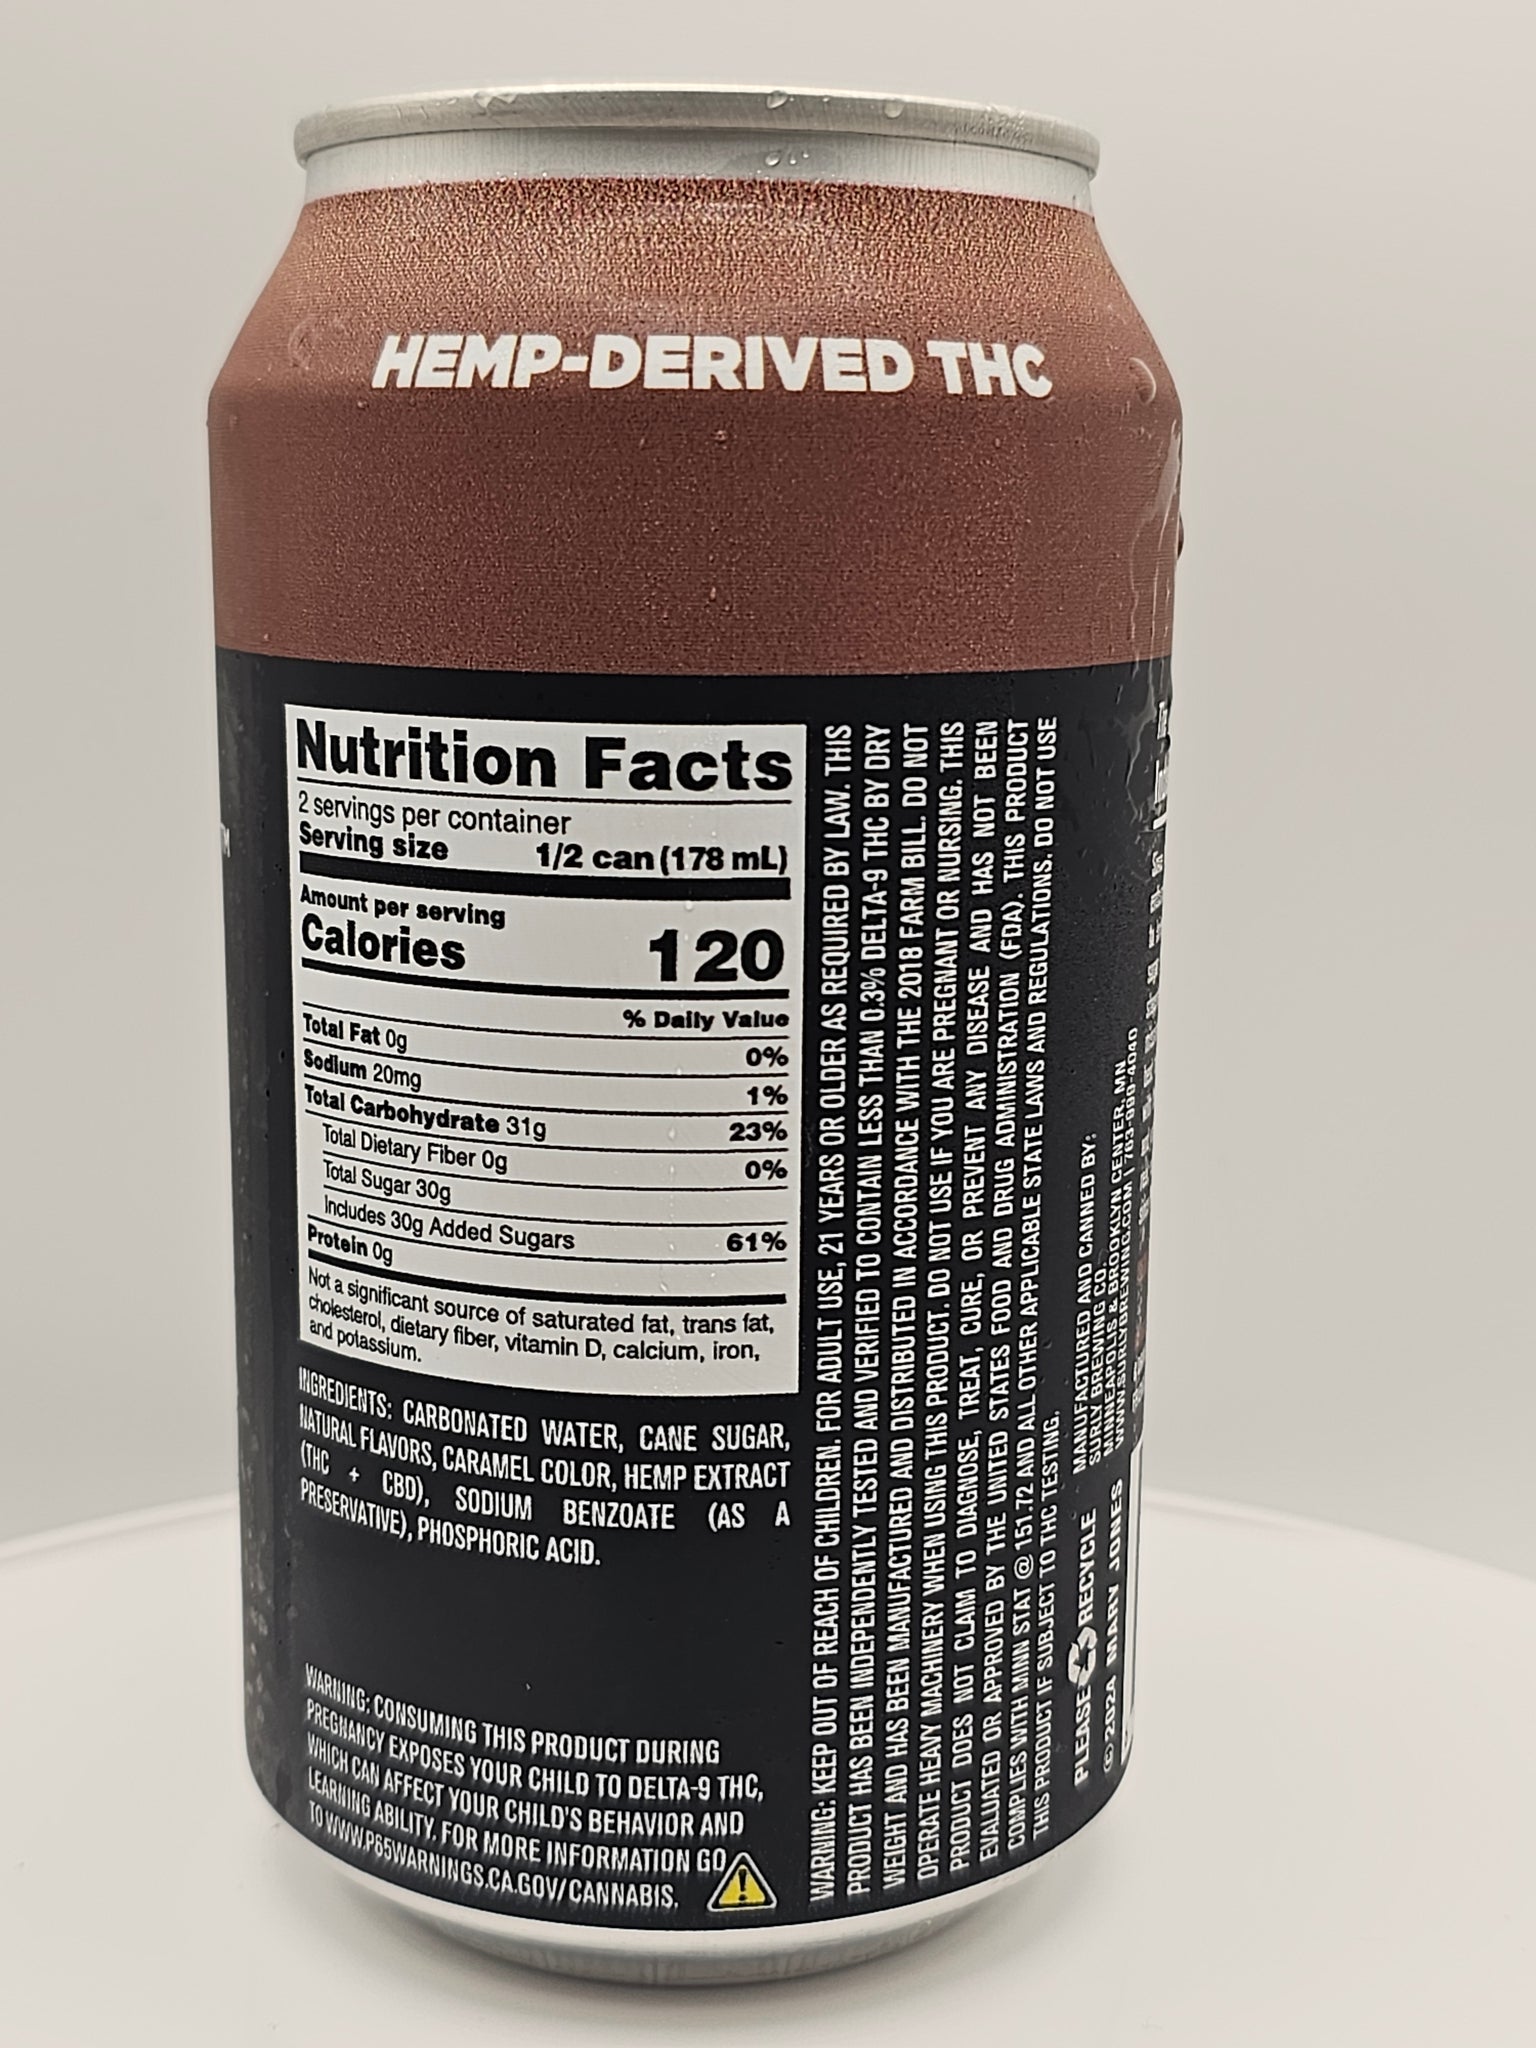 HEMP-DERIVED THC
Nutrition Facts
2 servings per container
Serving size 1/2 can (178 mL)
Amount per serving
Calories 120
% Daily Value
Total Fat 0g 0%
Sodium 20mg 1%
Total Carbohydrate 31g 23%
Total Dietary Fiber 0g 0%
Total Sugar 30g
Includes 30g Added Sugars 61%
Protein 0g
Not a significant source of saturated fat, trans fat,
cholesterol, dietary fiber, vitamin D, calcium, iron,
and potassium.
INGREDIENTS: CARBONATED WATER, CANE SUGAR,
NATURAL FLAVORS, CARAMEL COLOR, HEMP EXTRACT
(THC + CBD), SODIUM BENZOATE (AS A
PRESERVATIVE), PHOSPHORIC ACID.
WARNING: CONSUMING THIS PRODUCT DURING
PREGNANCY EXPOSES YOUR CHILD TO DELTA-9 THC,
WHICH CAN AFFECT YOUR CHILD'S BEHAVIOR AND
LEARNING ABILITY. FOR MORE INFORMATION GO
TO WWW.P65WARNINGS.CA.GOV/CANNABIS.
WARNING: KEEP OUT OF REACH OF CHILDREN. FOR ADULT USE, 21 YEARS OR OLDER AS REQUIRED BY LAW. THIS
PRODUCT HAS BEEN INDEPENDENTLY TESTED AND VERIFIED TO CONTAIN LESS THAN 0.3% DELTA-9 THC BY DRY
WEIGHT AND HAS BEEN MANUFACTURED AND DISTRIBUTED IN ACCORDANCE WITH THE 2018 FARM BILL. DO NOT
OPERATE HEAVY MACHINERY WHEN USING THIS PRODUCT. DO NOT USE IF YOU ARE PREGNANT OR NURSING. THIS
PRODUCT DOES NOT CLAIM TO DIAGNOSE, TREAT, CURE, OR PREVENT ANY DISEASE AND HAS NOT BEEN
EVALUATED OR APPROVED BY THE UNITED STATES FOOD AND DRUG ADMINISTRATION (FDA). THIS PRODUCT
COMPLIES WITH MINN STAT @ 151.72 AND ALL OTHER APPLICABLE STATE LAWS AND REGULATIONS. DO NOT USE
THIS PRODUCT IF SUBJECT TO THC TESTING.
PLEASE RECYCLE
© 2024 MARY JONES
MANUFACTURED AND CANNED BY:
SURLY BREWING CO.
MINNEAPOLIS & BROOKLYN CENTER, MN
WWW.SURLYBREWING.COM | 763-999-4040
TM